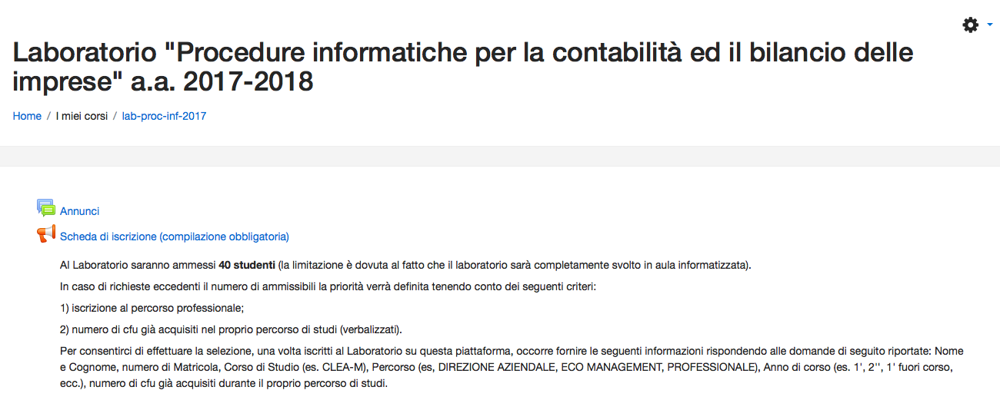 Laboratorio "Procedure informatiche per la contabilità ed il bilancio delle
imprese" a.a. 2017-2018
Home / I miei corsi / lab-proc-inf-2017
Annunci
Scheda di iscrizione (compilazione obbligatoria)
Al Laboratorio saranno ammessi 40 studenti (la limitazione è dovuta al fatto che il laboratorio sarà completamente svolto in aula informatizzata).
In caso di richieste eccedenti il numero di ammissibili la priorità verrà definita tenendo conto dei seguenti criteri:
1) iscrizione al percorso professionale;
2) numero di cfu già acquisiti nel proprio percorso di studi (verbalizzati).
Per consentirci di effettuare la selezione, una volta iscritti al Laboratorio su questa piattaforma, occorre fornire le seguenti informazioni rispondendo alle domande di seguito riportate: Nome
e Cognome, numero di Matricola, Corso di Studio (es. CLEA-M), Percorso (es, DIREZIONE AZIENDALE, ECO MANAGEMENT, PROFESSIONALE), Anno di corso (es. 1', 2'', 1' fuori corso,
ecc.), numero di cfu già acquisiti durante il proprio percorso di studi.